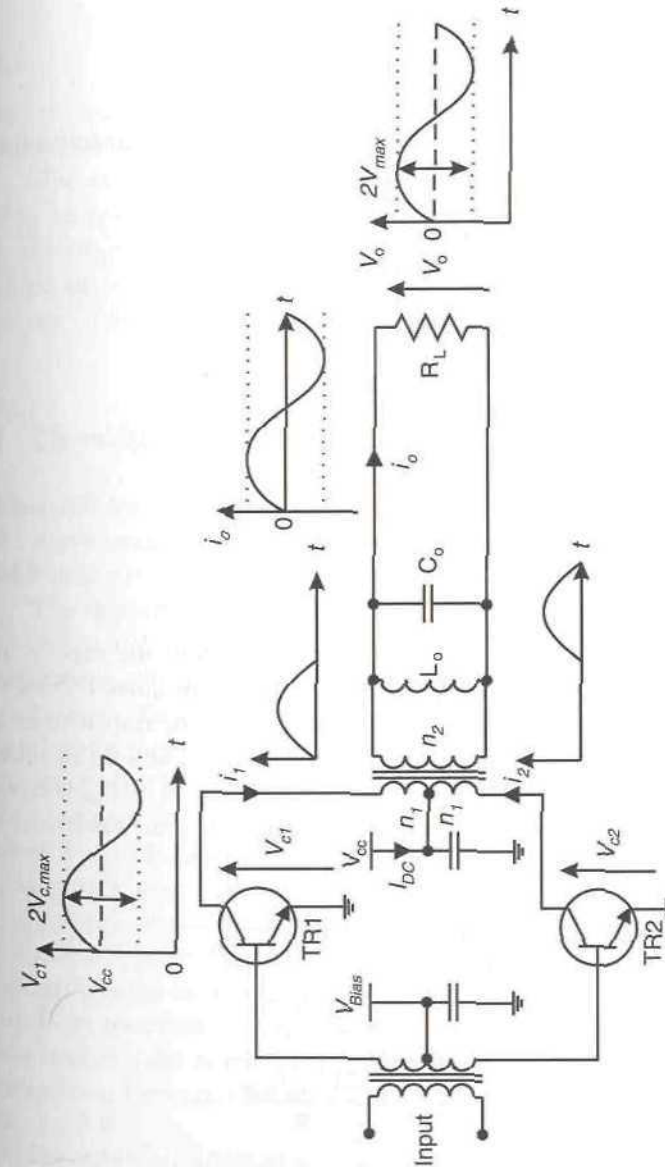 V_c1
2V_c,max
V_cc
0
t
i_o
0
t
V_c1
i_1
t
TR1
V_o
2V_max
0
t
V_Bias
V_cc
I_DC
n_1
n_1
n_2
L_o
C_o
i_o
R_L
V_o
Input
i_2
TR2
V_c2
t